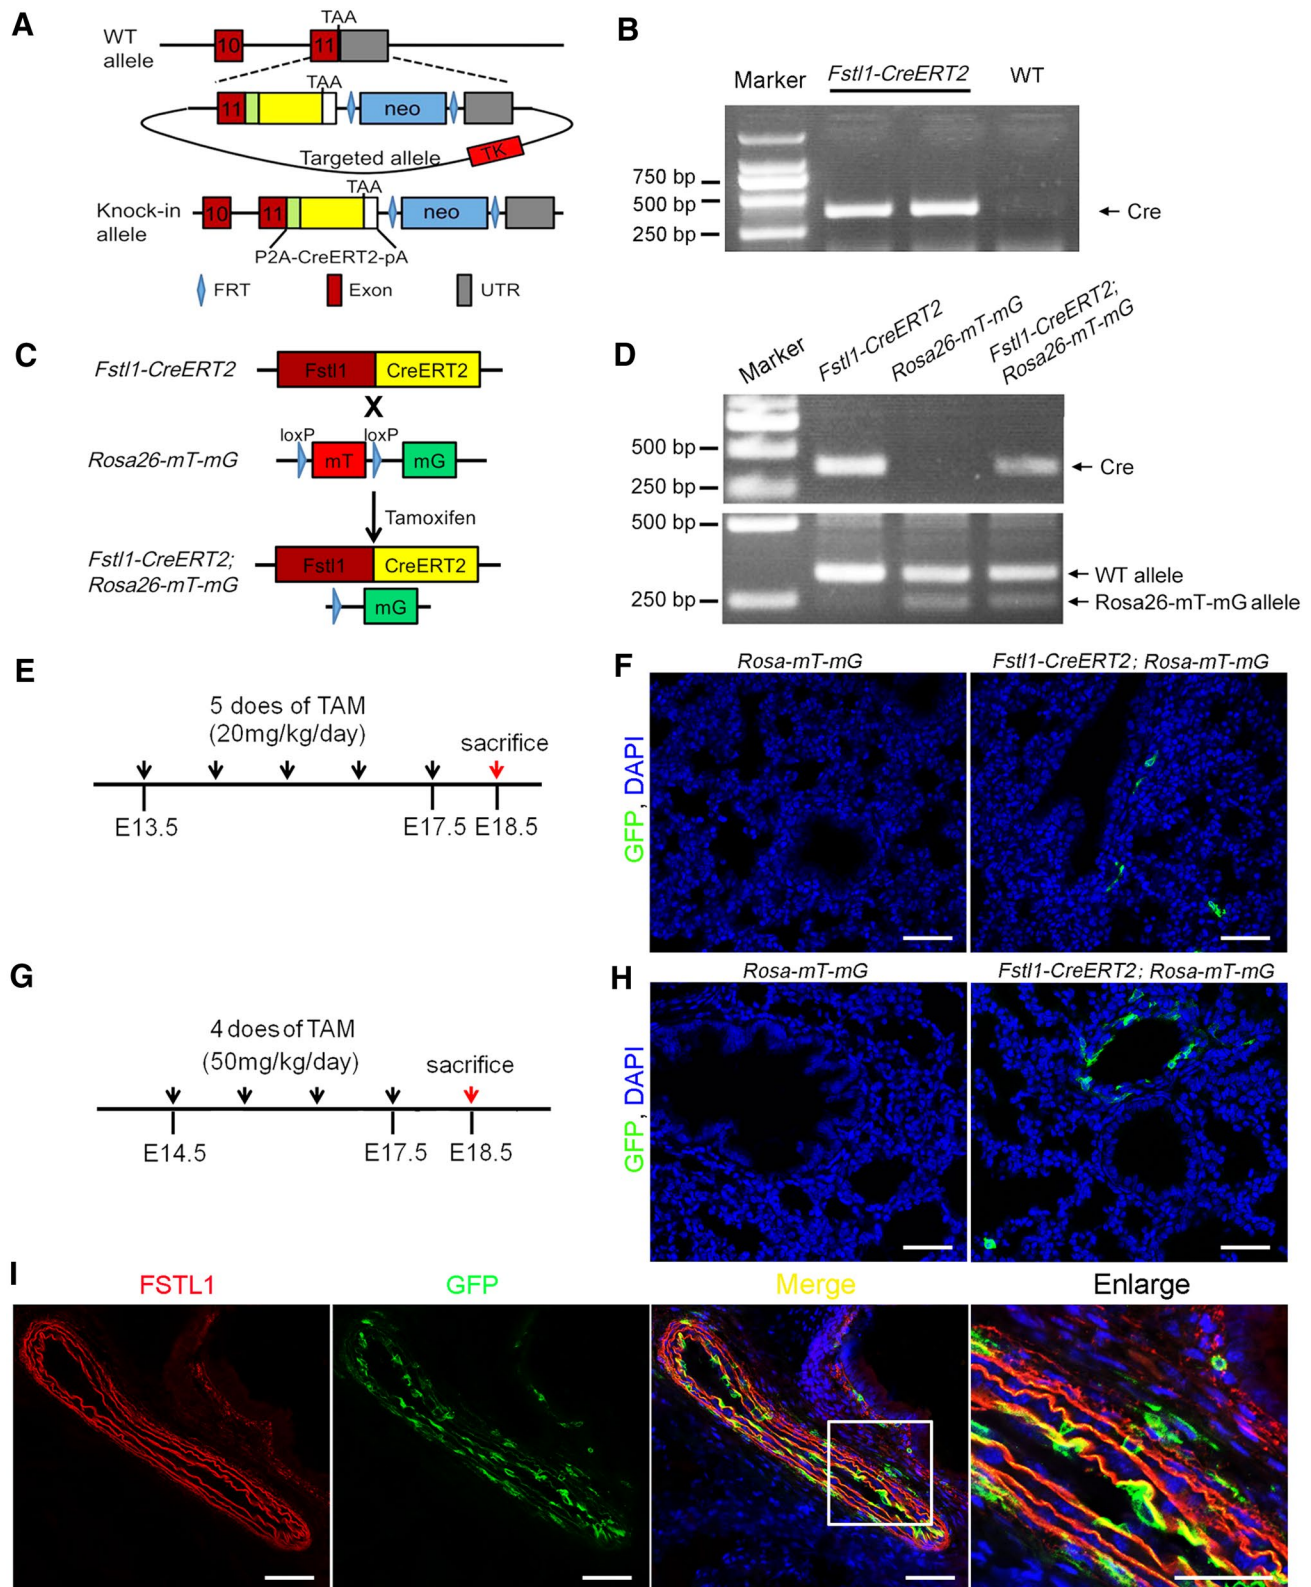 A
WT
allele
TAA
10
11
TAA
11
neo
Targeted allele
TK
TAA
Knock-in
allele
10
11
neo
P2A-CreERT2-pA
FRT
Exon
UTR
B
Marker
Fstl1-CreERT2
WT
750 bp
500 bp
250 bp
Cre
C
Fstl1-CreERT2
Fstl1
CreERT2
X
loxP
loxP
Rosa26-mT-mG
mT
mG
Tamoxifen
Fstl1-CreERT2;
Rosa26-mT-mG
Fstl1
CreERT2
mG
D
Marker
Fstl1-CreERT2
Rosa26-mT-mG
Fstl1-CreERT2;
Rosa26-mT-mG
500 bp
250 bp
Cre
500 bp
250 bp
WT allele
Rosa26-mT-mG allele
E
5 does of TAM
(20mg/kg/day)
sacrifice
E13.5
E17.5
E18.5
F
Rosa-mT-mG
Fstl1-CreERT2; Rosa-mT-mG
GFP, DAPI
G
4 does of TAM
(50mg/kg/day)
sacrifice
E14.5
E17.5
E18.5
H
Rosa-mT-mG
Fstl1-CreERT2; Rosa-mT-mG
GFP, DAPI
I
FSTL1
GFP
Merge
Enlarge